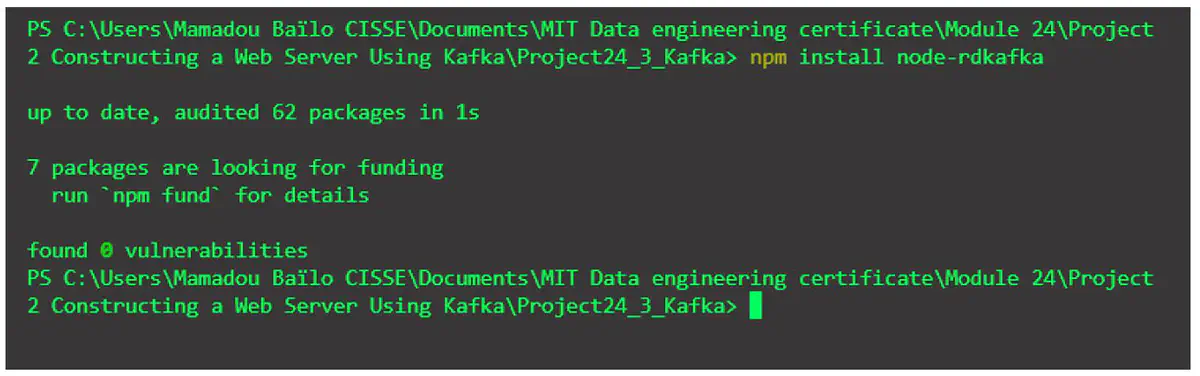 PS C:\Users\Mamadou Baïlo CISSE\Documents\MIT Data engineering certificate\Module 24\Project
2 Constructing a Web Server Using Kafka\Project24_3_Kafka> npm install node-rdkafka
up to date, audited 62 packages in 1s
7 packages are looking for funding
run `npm fund` for details
found 0 vulnerabilities
PS C:\Users\Mamadou Baïlo CISSE\Documents\MIT Data engineering certificate\Module 24\Project
2 Constructing a Web Server Using Kafka\Project24_3_Kafka>